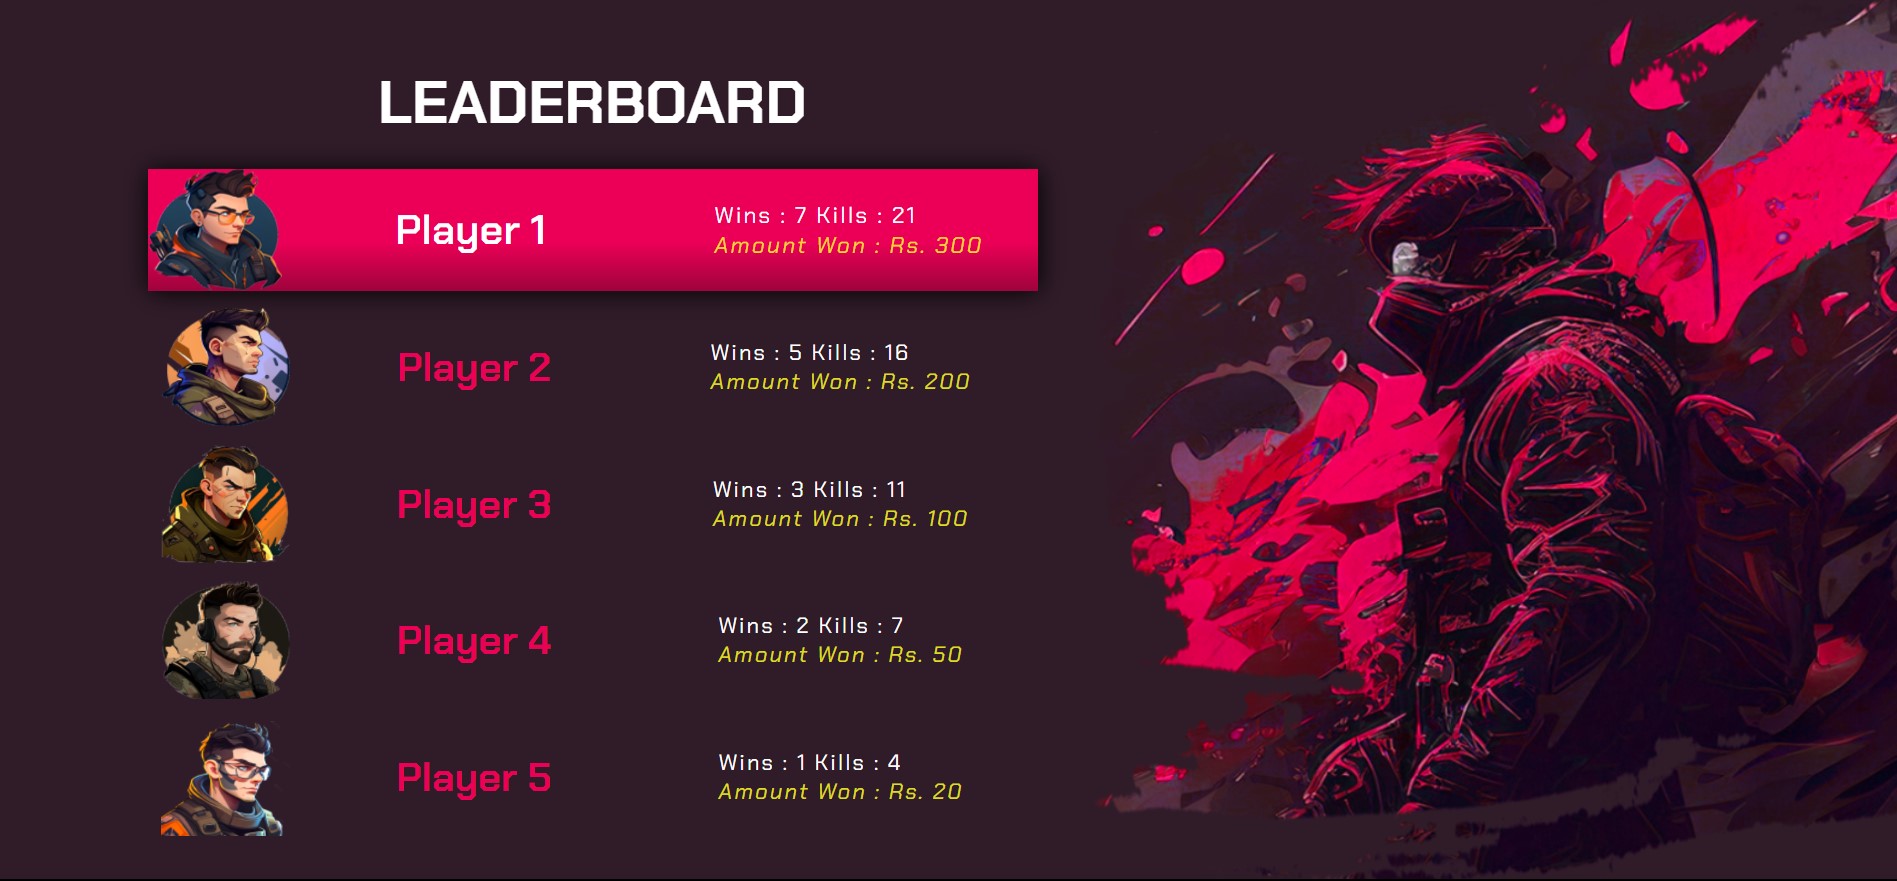 LEADERBOARD
Player 1
Wins : 7 Kills : 21
Amount Won : Rs. 300
Player 2
Wins : 5 Kills : 16
Amount Won : Rs. 200
Player 3
Wins : 3 Kills : 11
Amount Won : Rs. 100
Player 4
Wins : 2 Kills : 7
Amount Won : Rs. 50
Player 5
Wins : 1 Kills : 4
Amount Won : Rs. 20